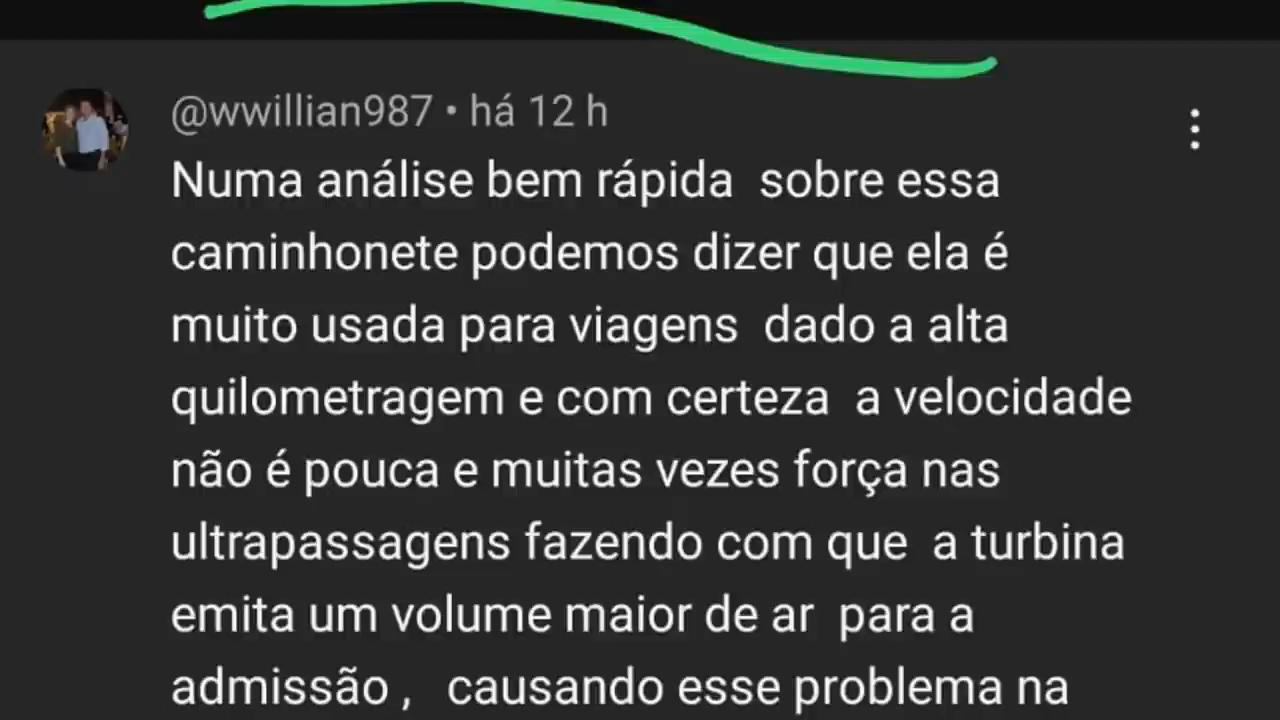 @wwillian987 • há 12 h
Numa análise bem rápida sobre essa
caminhonete podemos dizer que ela é
muito usada para viagens dado a alta
quilometragem e com certeza a velocidade
não é pouca e muitas vezes força nas
ultrapassagens fazendo com que a turbina
emita um volume maior de ar para a
admissão , causando esse problema na